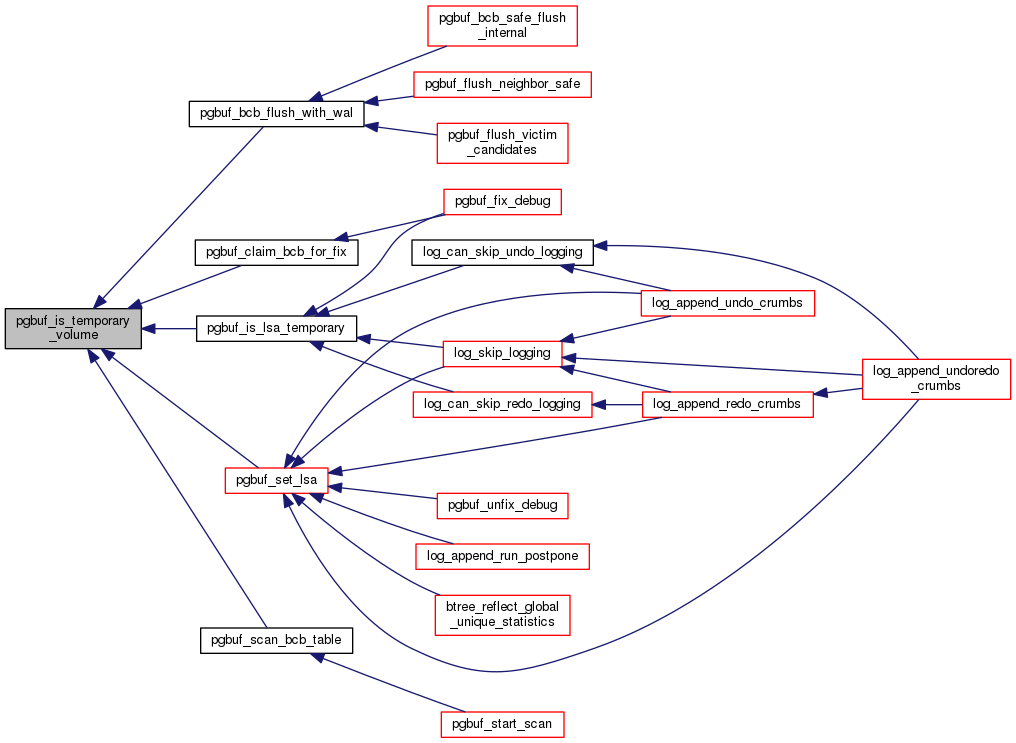 pgbuf_bcb_safe_flush
_internal
pgbuf_flush_neighbor_safe
pgbuf_bcb_flush_with_wal
pgbuf_flush_victim
_candidates
pgbuf_fix_debug
pgbuf_claim_bcb_for_fix
log_can_skip_undo_logging
log_append_undo_crumbs
pgbuf_is_temporary
_volume
pgbuf_is_lsa_temporary
log_skip_logging
log_append_undoredo
_crumbs
log_can_skip_redo_logging
log_append_redo_crumbs
pgbuf_set_lsa
pgbuf_unfix_debug
log_append_run_postpone
btree_reflect_global
_unique_statistics
pgbuf_scan_bcb_table
pgbuf_start_scan